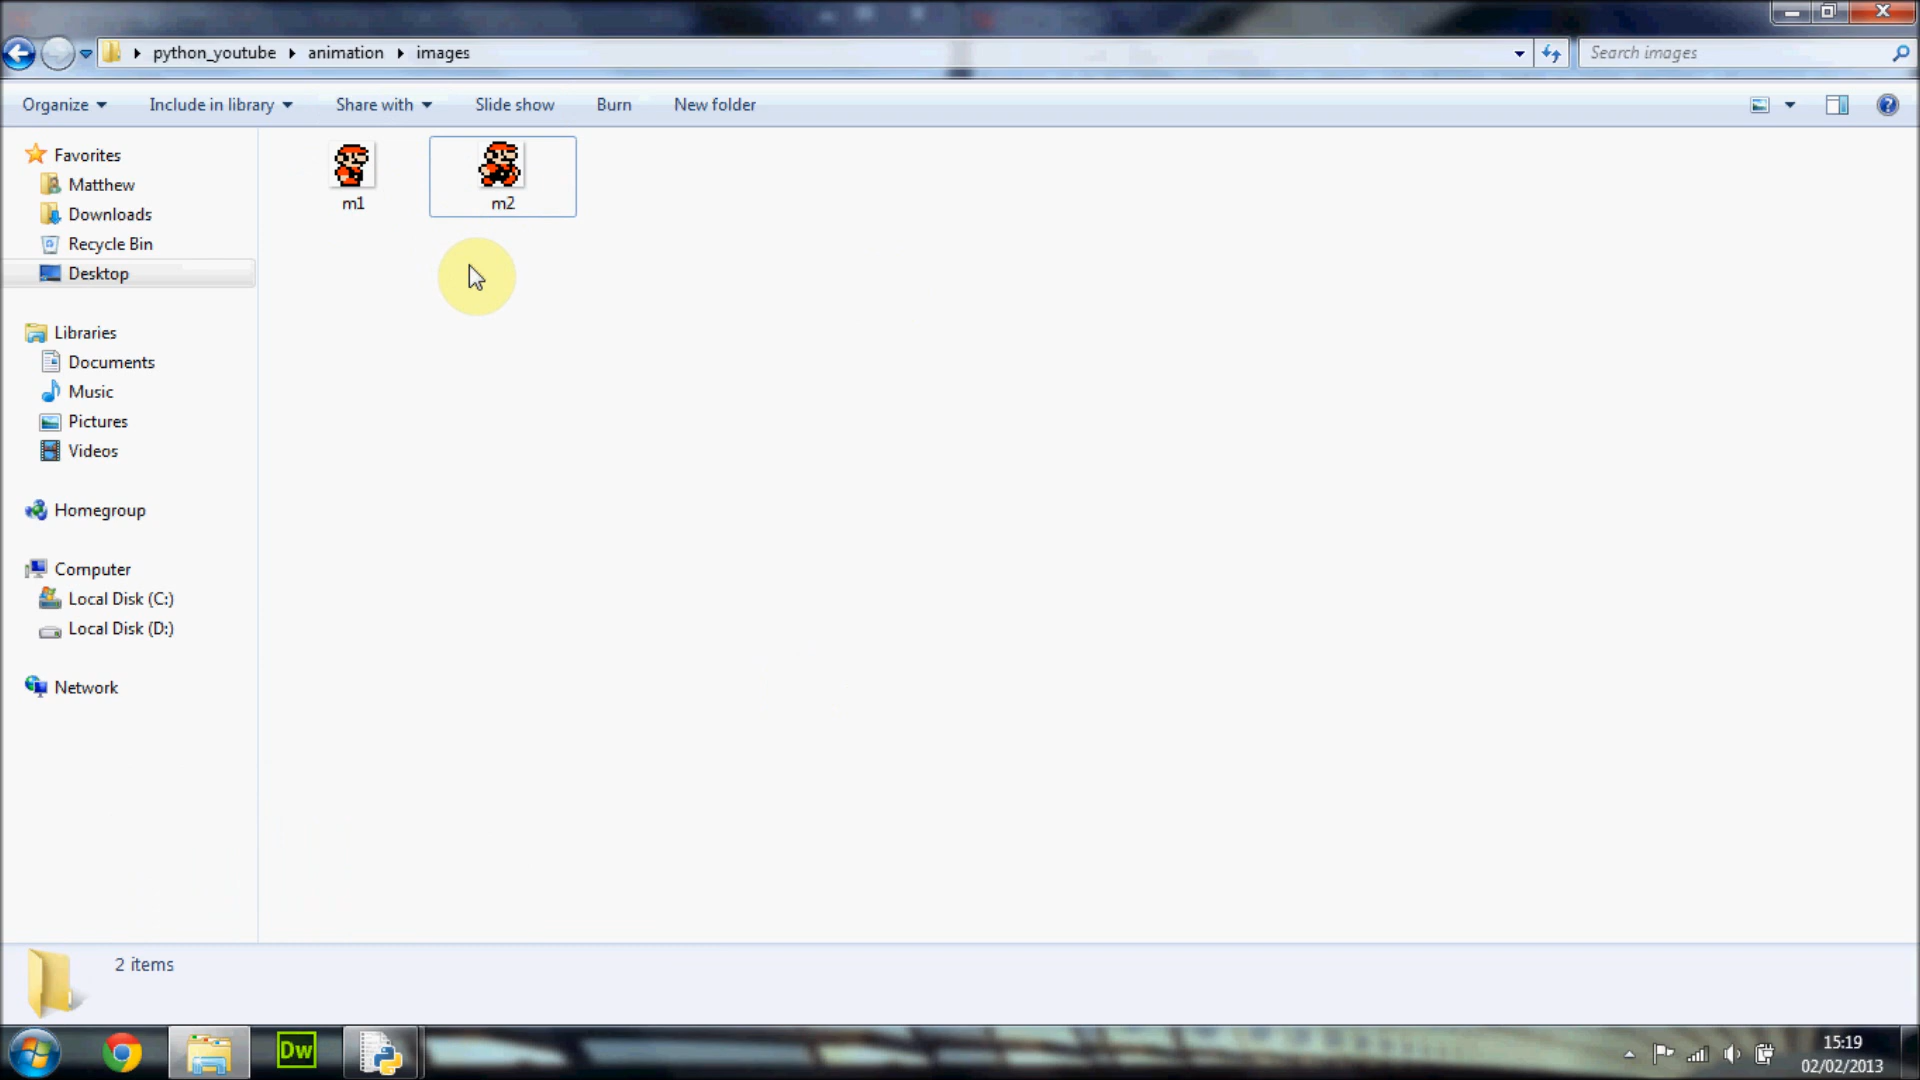 python_youtube animation images
Search images
Organize Include in library Share with Slide show Burn New folder
Favorites
Matthew
Downloads
Recycle Bin
Desktop
Libraries
Documents
Music
Pictures
Videos
Homegroup
Computer
Local Disk (C:)
Local Disk (D:)
Network
m1 m2
2 items
Dw
15:19
02/02/2013